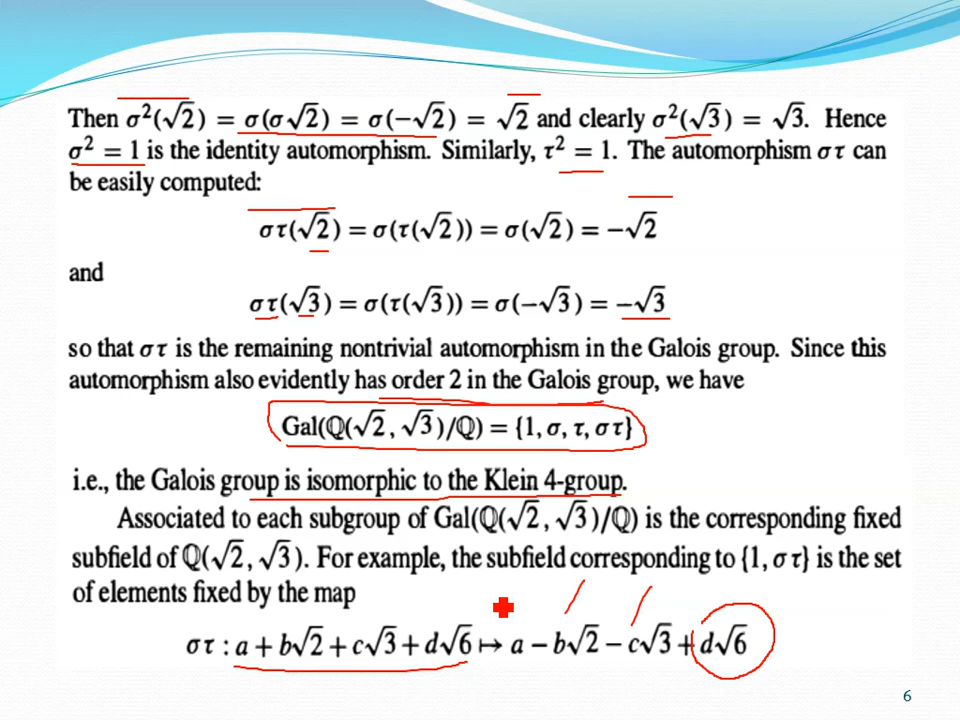 Then σ²(√2) = σ(σ√2) = σ(−√2) = √2 and clearly σ²(√3) = √3. Hence
σ² = 1 is the identity automorphism. Similarly, τ² = 1. The automorphism στ can
be easily computed:
στ(√2) = σ(τ(√2)) = σ(√2) = −√2
and
στ(√3) = σ(τ(√3)) = σ(−√3) = −√3
so that στ is the remaining nontrivial automorphism in the Galois group. Since this
automorphism also evidently has order 2 in the Galois group, we have
Gal(ℚ(√2, √3)/ℚ) = {1, σ, τ, στ}
i.e., the Galois group is isomorphic to the Klein 4-group.
Associated to each subgroup of Gal(ℚ(√2, √3)/ℚ) is the corresponding fixed
subfield of ℚ(√2, √3). For example, the subfield corresponding to {1, στ} is the set
of elements fixed by the map
στ : a + b√2 + c√3 + d√6 ↦ a − b√2 − c√3 + d√6
6